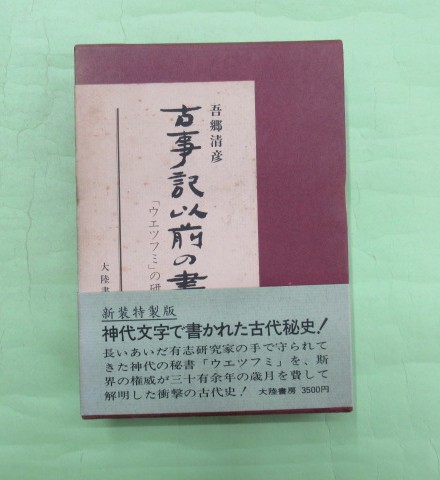 吾郷清彦
古事記以前の書
「ウエツフミ」の研
大陸書
新装特製版
神代文字で書かれた古代秘史！
長いあいだ有志研究家の手で守られて
きた神代の秘書「ウエツフミ」を、斯
界の権威が三十有余年の歳月を費して
解明した衝撃の古代史！ 大陸書房 3500円